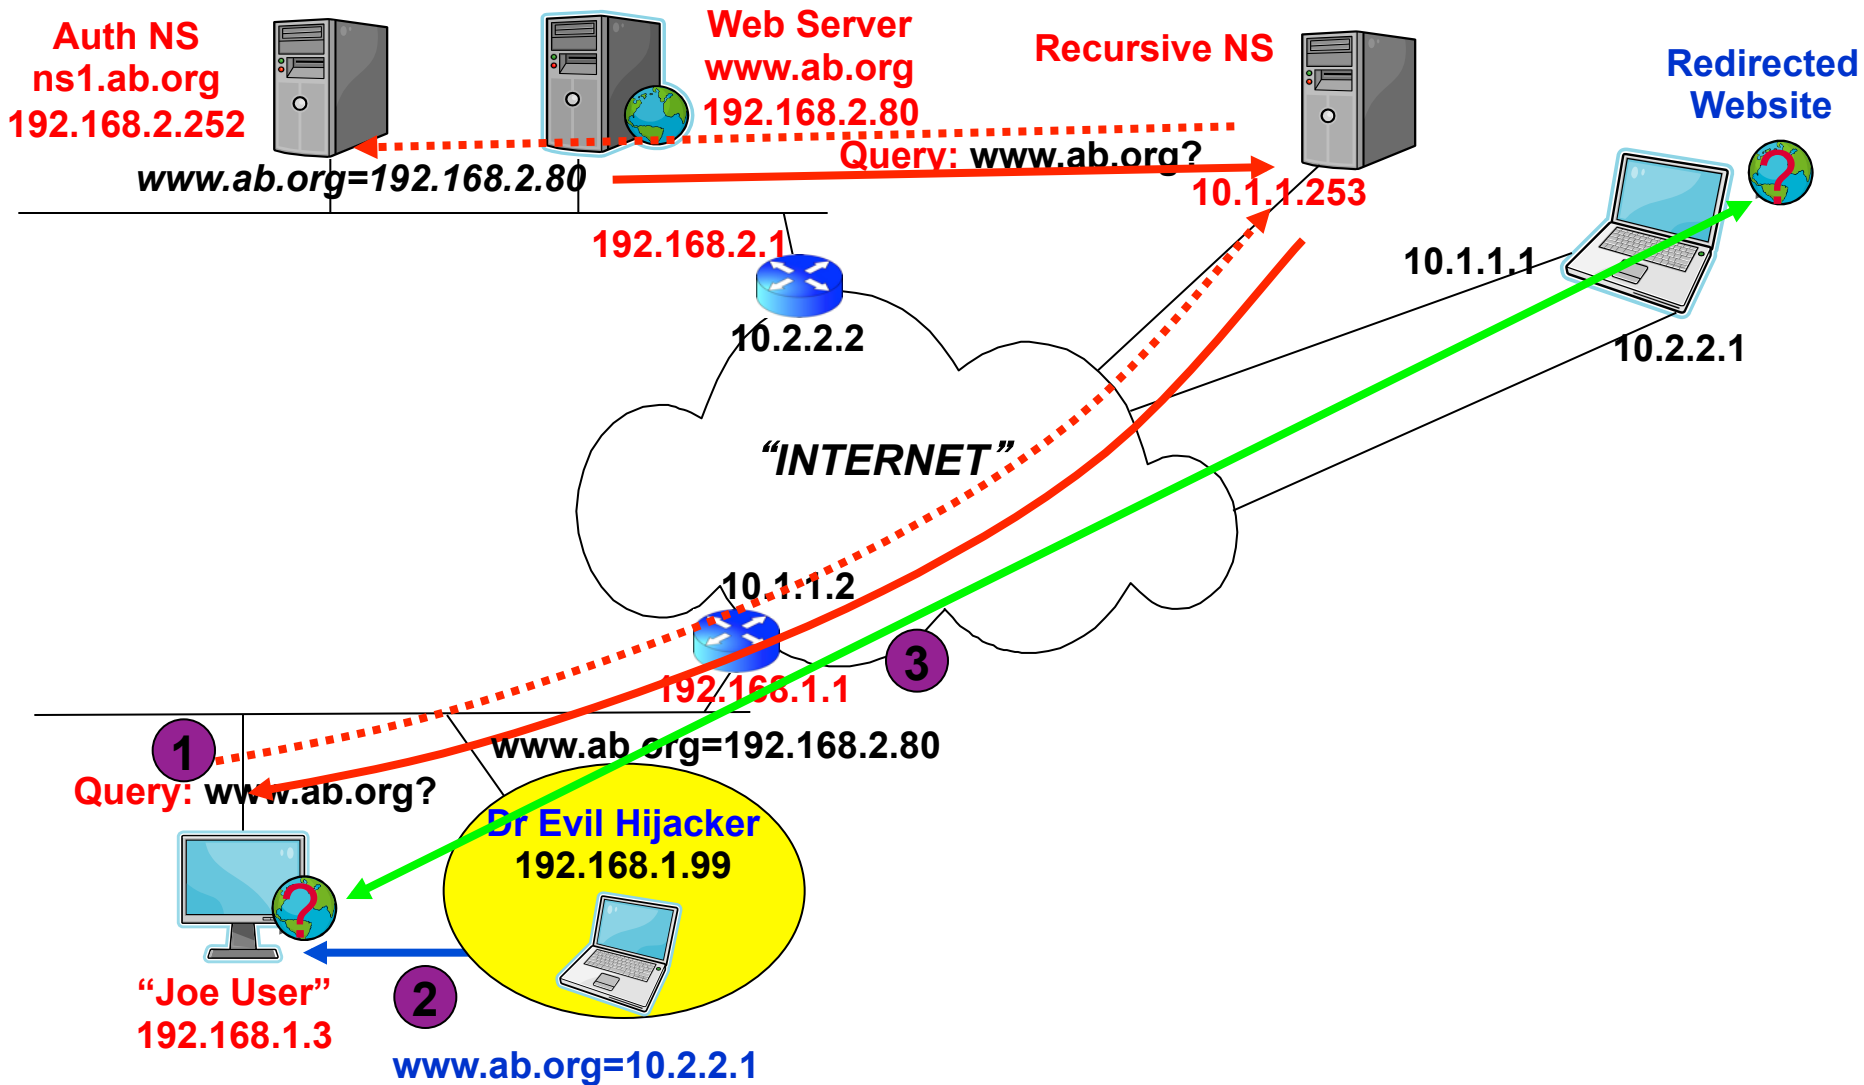 Auth NS
ns1.ab.org
192.168.2.252
Web Server
www.ab.org
192.168.2.80
Recursive NS
Redirected
Website
Query: www.ab.org?
www.ab.org=192.168.2.80
10.1.1.253
192.168.2.1
10.1.1.1
10.2.2.2
10.2.2.1
“INTERNET”
10.1.1.2
3
192.168.1.1
1
www.ab.org=192.168.2.80
Query: www.ab.org?
Dr Evil Hijacker
192.168.1.99
“Joe User”
192.168.1.3
2
www.ab.org=10.2.2.1
?
?